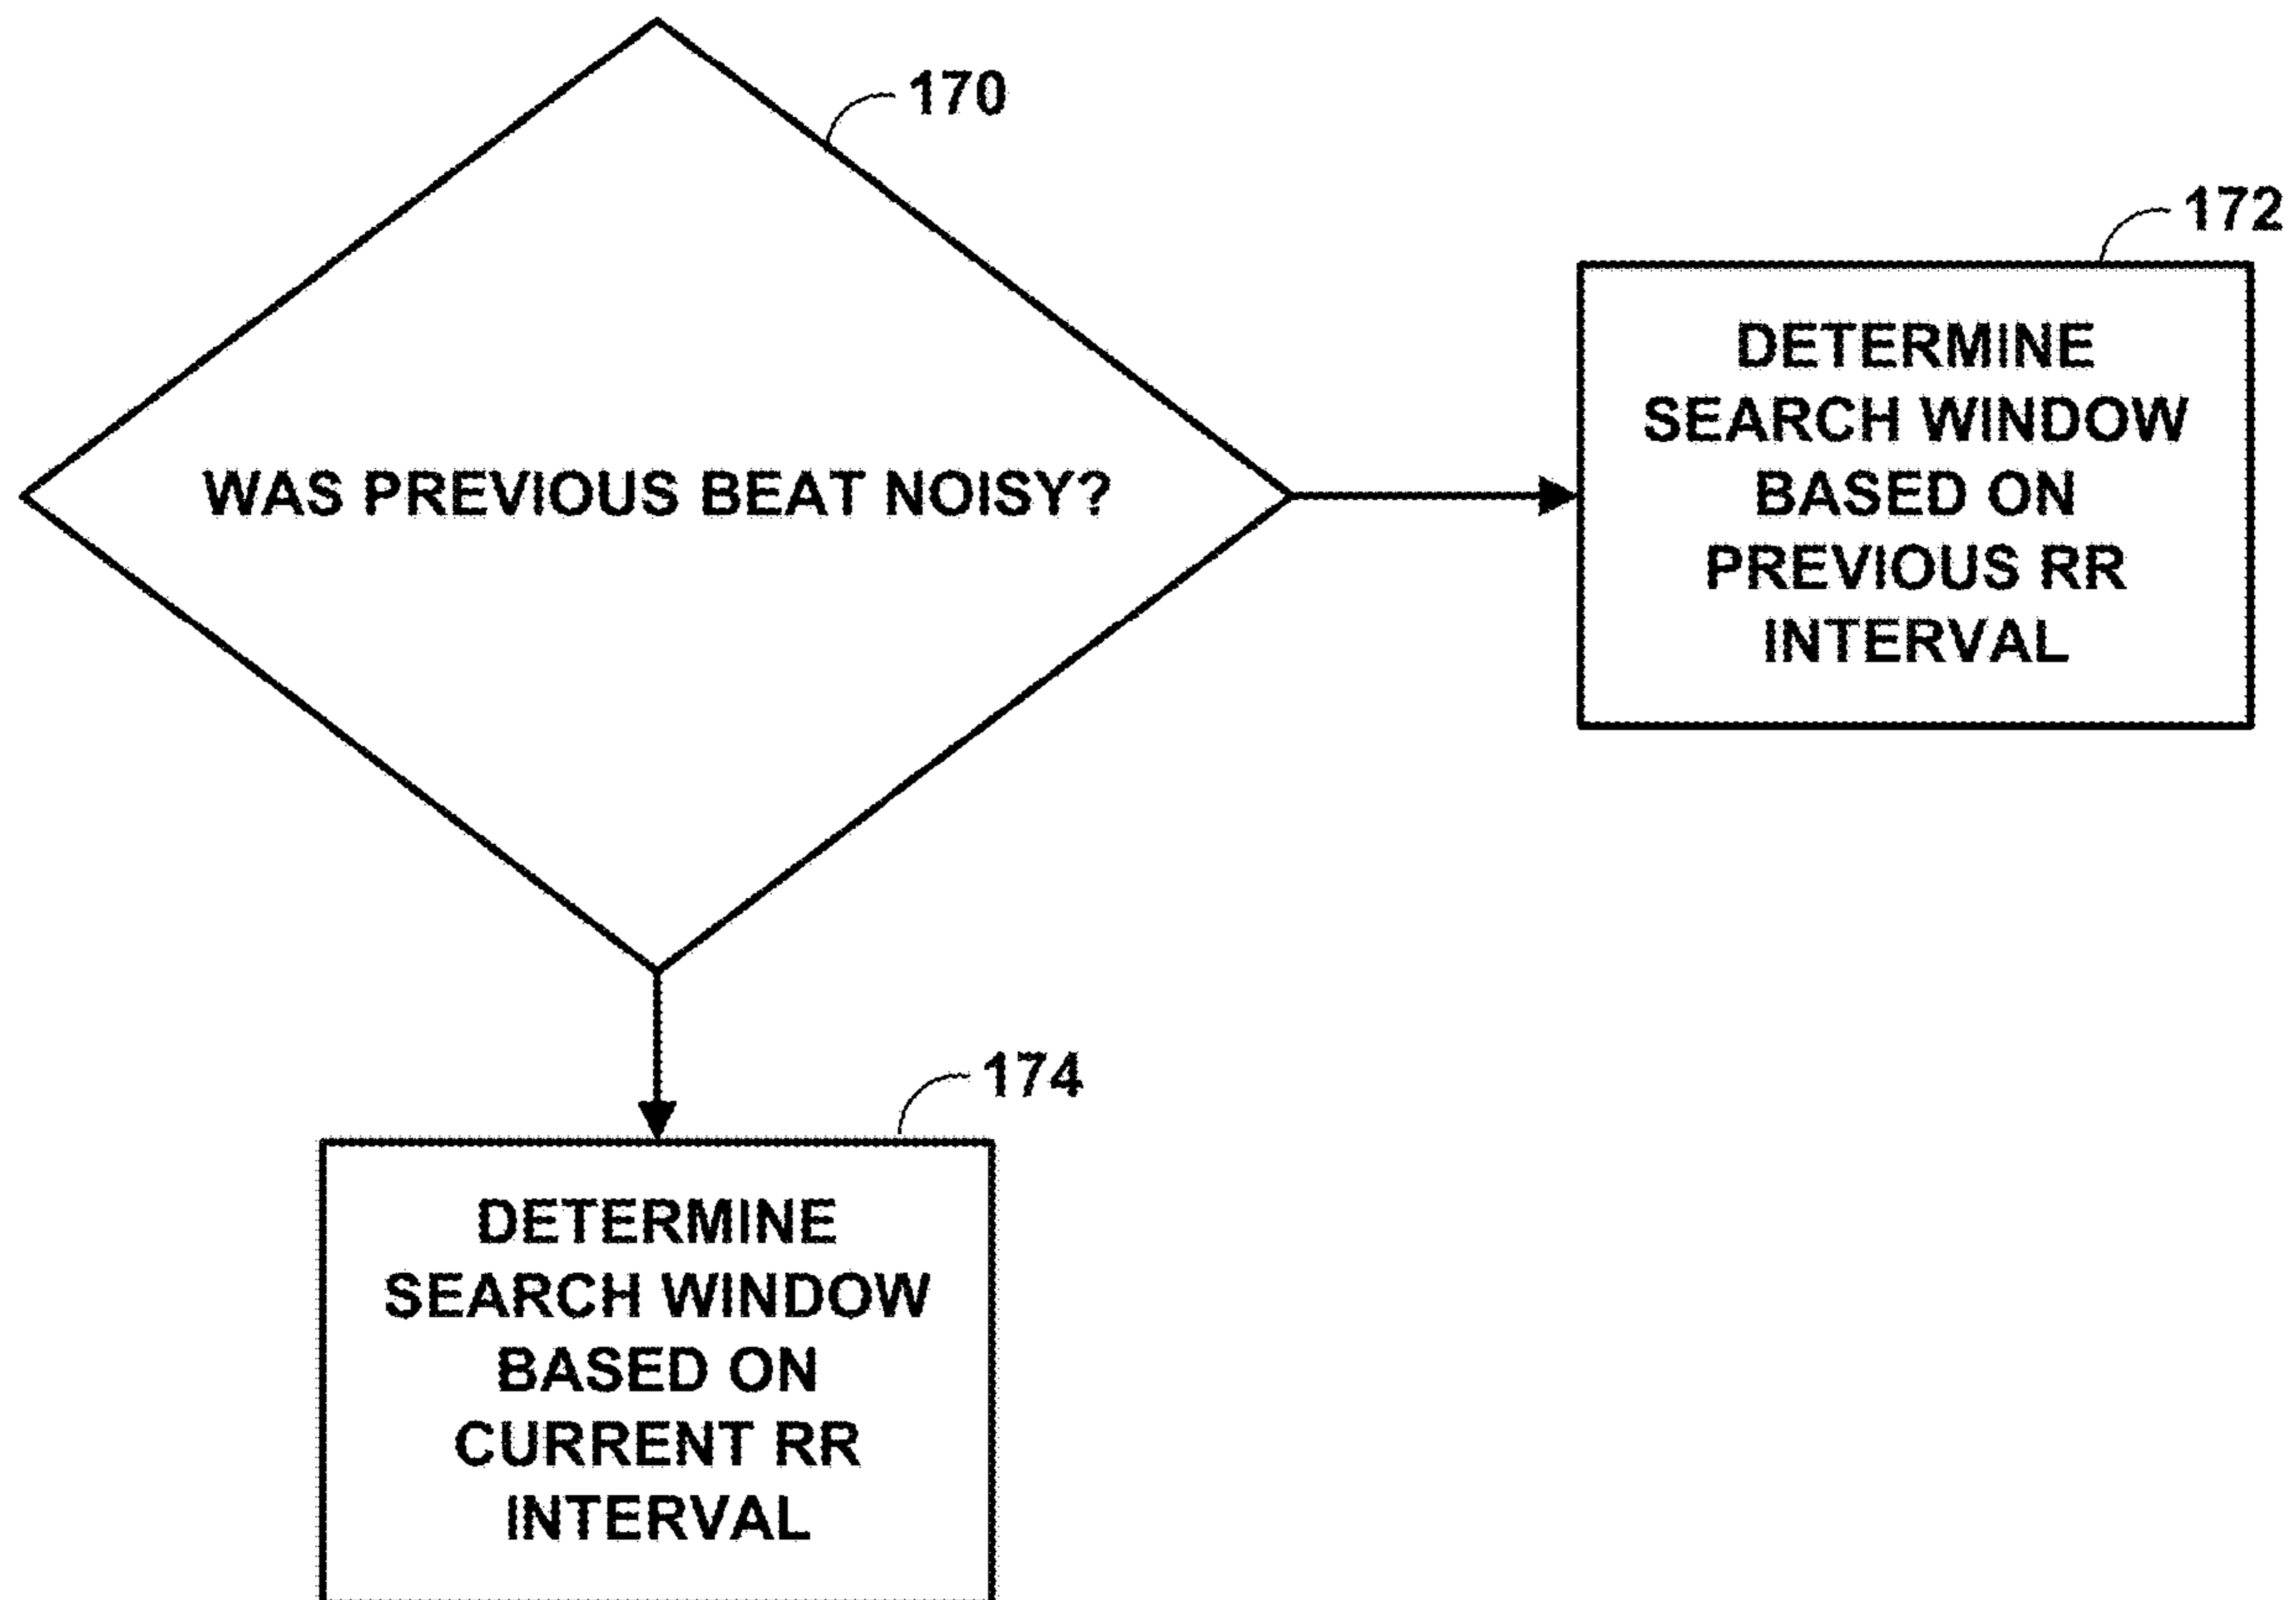 170
172
DETERMINE
SEARCH WINDOW
BASED ON
PREVIOUS RR
INTERVAL
WAS PREVIOUS BEAT NOISY?
174
DETERMINE
SEARCH WINDOW
BASED ON
CURRENT RR
INTERVAL